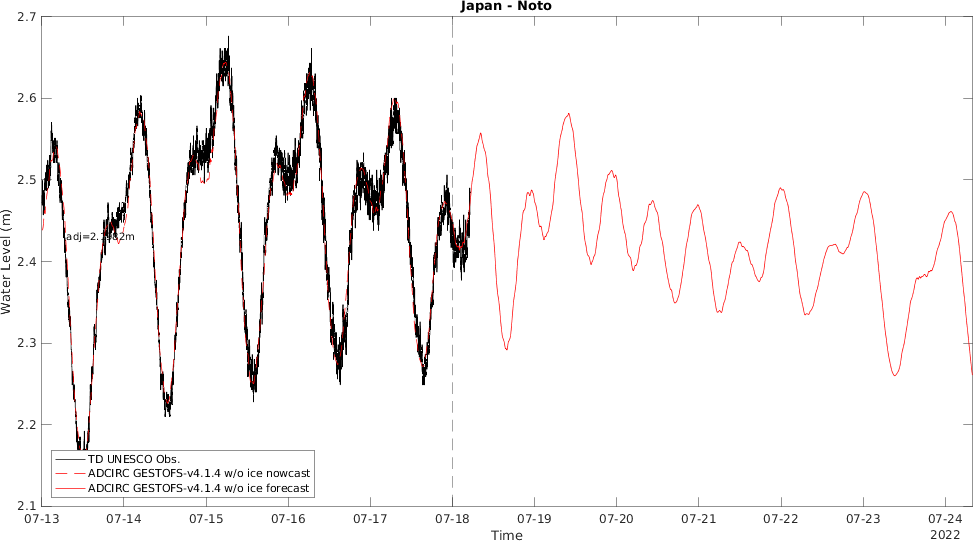 Japan - Noto
2.7
2.6
2.5
2.4
2.3
2.2
2.1
Water Level (m)
TD UNESCO Obs.
ADCIRC GESTOFS-v4.1.4 w/o ice nowcast
ADCIRC GESTOFS-v4.1.4 w/o ice forecast
07-13 07-14 07-15 07-16 07-17 07-18 07-19 07-20 07-21 07-22 07-23 07-24
Time
2022